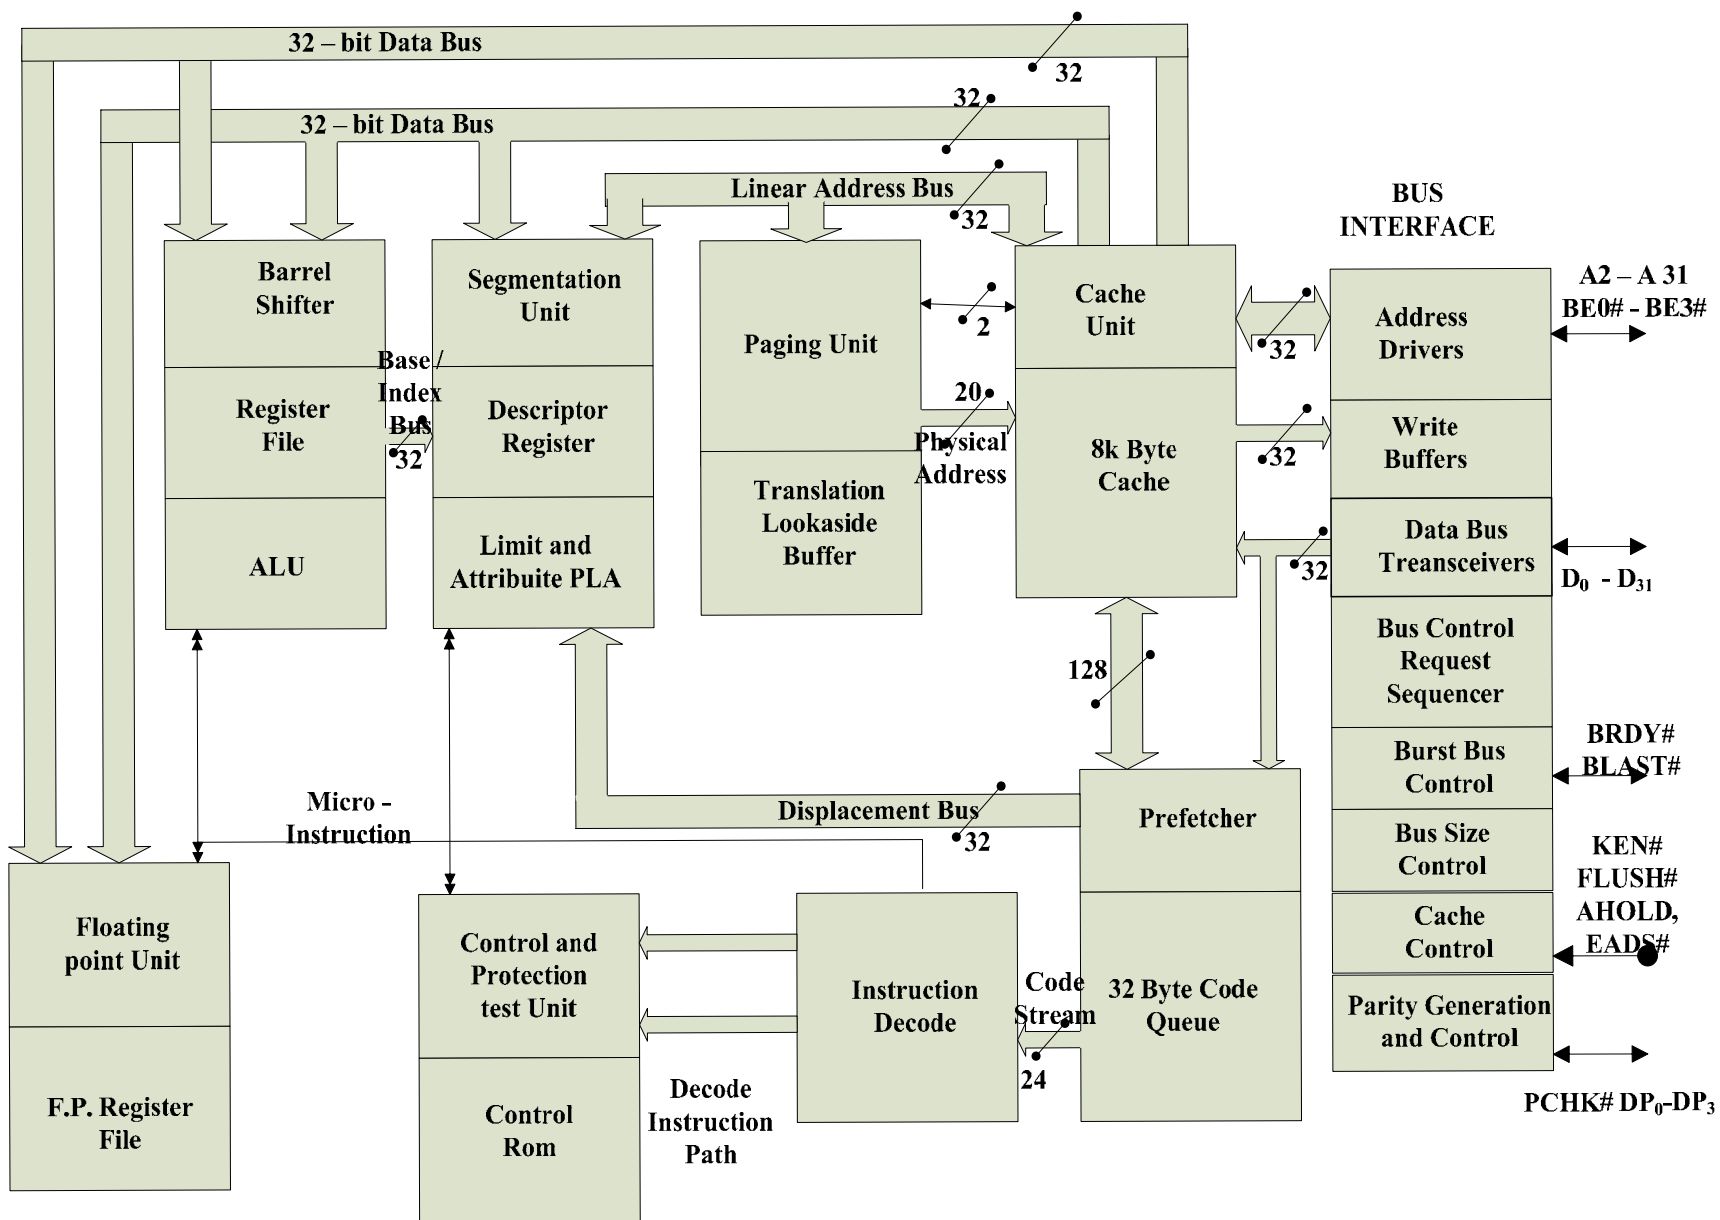 32 – bit Data Bus
32
32 – bit Data Bus
32
Linear Address Bus
32
BUS
INTERFACE
Barrel
Shifter
Register
File
ALU
Base /
Index
Bus
32
Segmentation
Unit
Descriptor
Register
Limit and
Attribuite PLA
Paging Unit
Translation
Lookaside
Buffer
2
20
Physical
Address
Cache
Unit
8k Byte
Cache
32
32
32
Address
Drivers
Write
Buffers
Data Bus
Treansceivers
Bus Control
Request
Sequencer
Burst Bus
Control
Bus Size
Control
Cache
Control
Parity Generation
and Control
A2 – A 31
BE0# - BE3#
D0 - D31
BRDY#
BLAST#
KEN#
FLUSH#
AHOLD,
EADS#
PCHK# DP0-DP3
128
Displacement Bus
32
Micro -
Instruction
Prefetcher
32 Byte Code
Queue
Code
Stream
24
Instruction
Decode
Decode
Instruction
Path
Control and
Protection
test Unit
Control
Rom
Floating
point Unit
F.P. Register
File